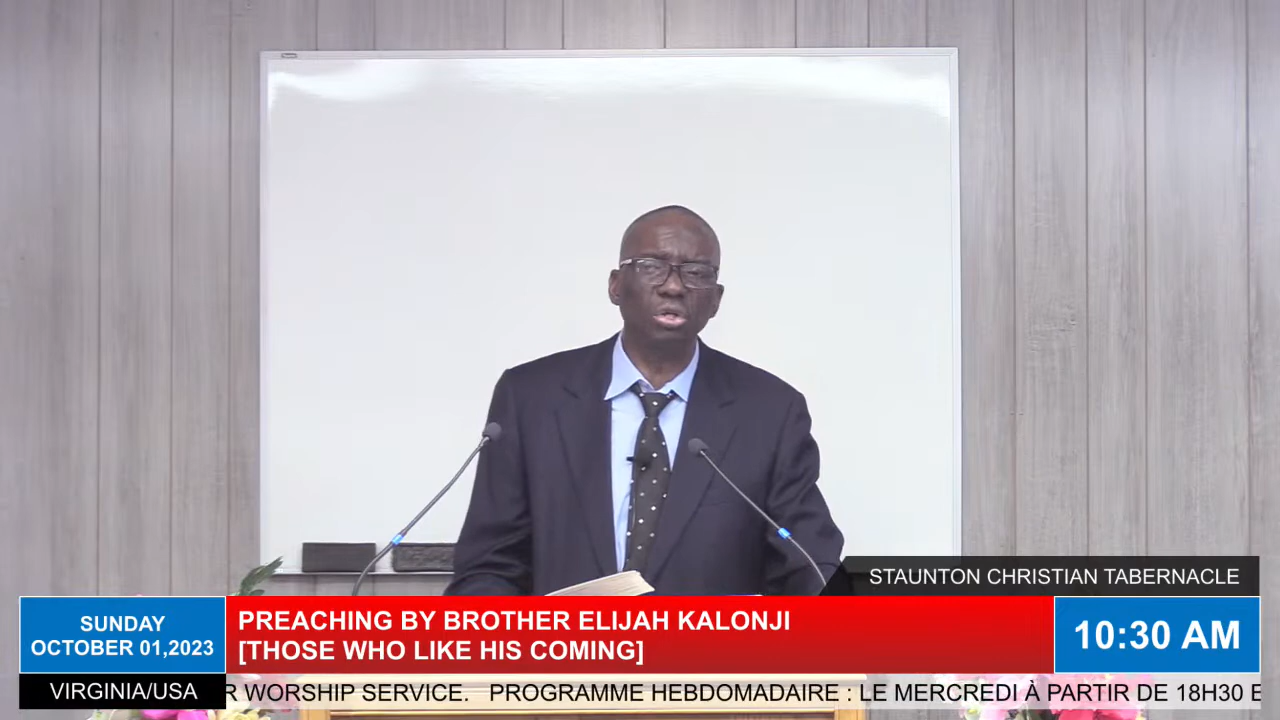 STAUNTON CHRISTIAN TABERNACLE
SUNDAY
OCTOBER 01,2023
PREACHING BY BROTHER ELIJAH KALONJI
[THOSE WHO LIKE HIS COMING]
10:30 AM
VIRGINIA/USA
R WORSHIP SERVICE. PROGRAMME HEBDOMADAIRE : LE MERCREDI À PARTIR DE 18H30 E